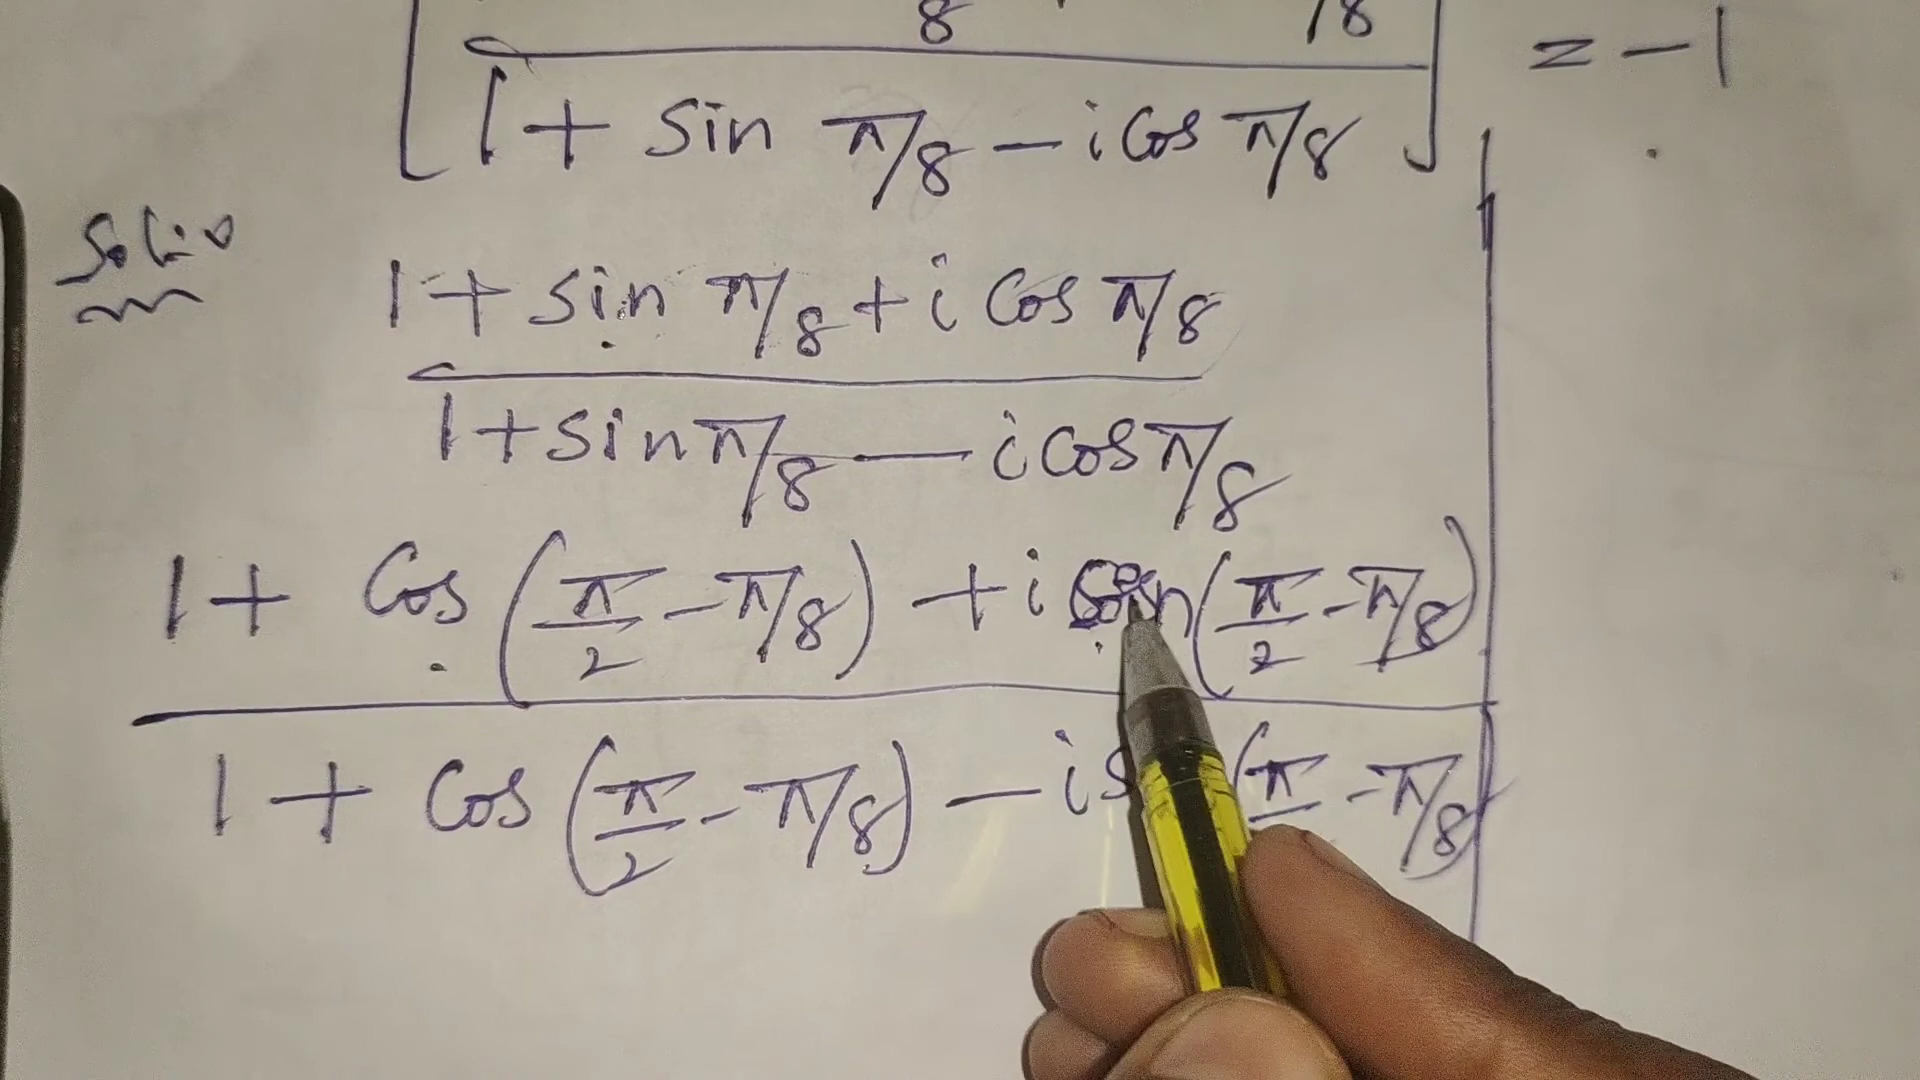 8 /8
1 + sin π/8 - i cos π/8 = -1
Soln
1 + sin π/8 + i cos π/8
1 + sin π/8 - i cos π/8
1 + cos (π/2 - π/8) + i sin (π/2 - π/8)
1 + cos (π/2 - π/8) - i s (π - π/8)